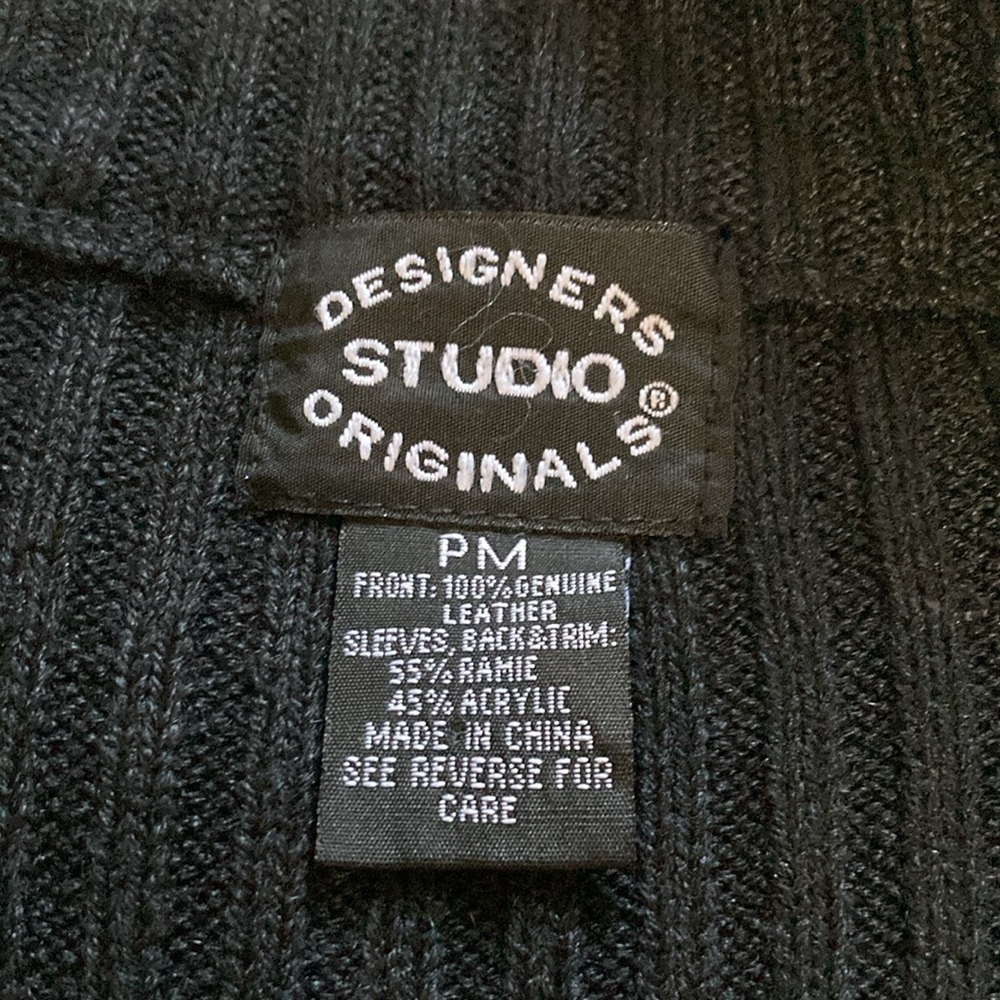 DESIGNERS
STUDIO
ORIGINALS®
PM
FRONT: 100% GENUINE
LEATHER
SLEEVES, BACK & TRIM:
55% RAMIE
45% ACRYLIC
MADE IN CHINA
SEE REVERSE FOR
CARE